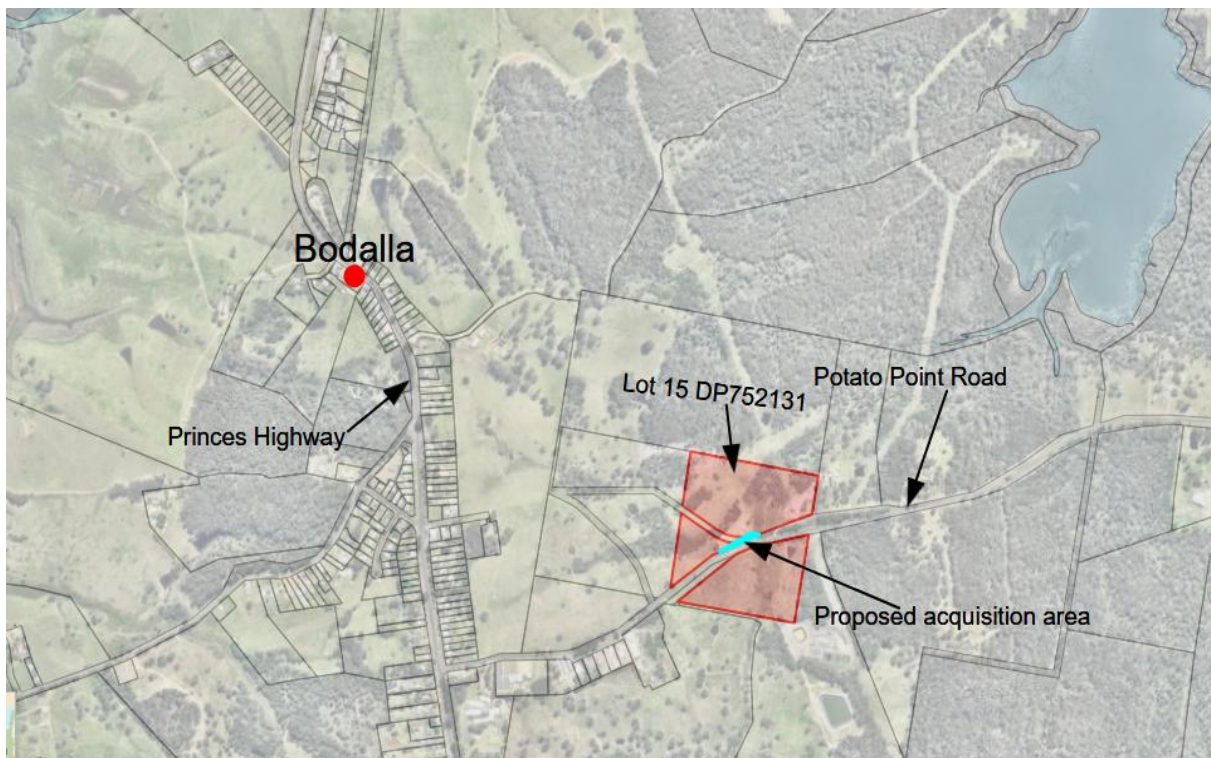 Bodalla
Lot 15 DP752131
Potato Point Road
Princes Highway
Proposed acquisition area